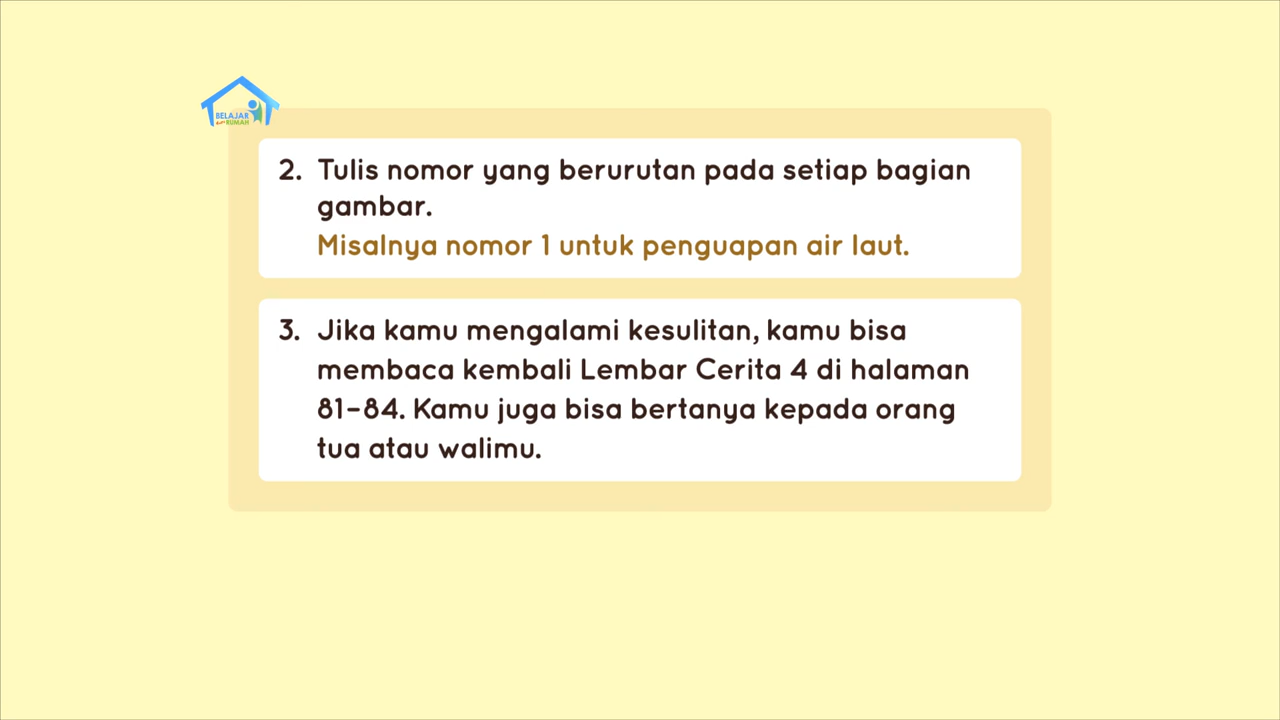 BELAJAR
dari RUMAH
2. Tulis nomor yang berurutan pada setiap bagian
gambar.
Misalnya nomor 1 untuk penguapan air laut.
3. Jika kamu mengalami kesulitan, kamu bisa
membaca kembali Lembar Cerita 4 di halaman
81–84. Kamu juga bisa bertanya kepada orang
tua atau walimu.